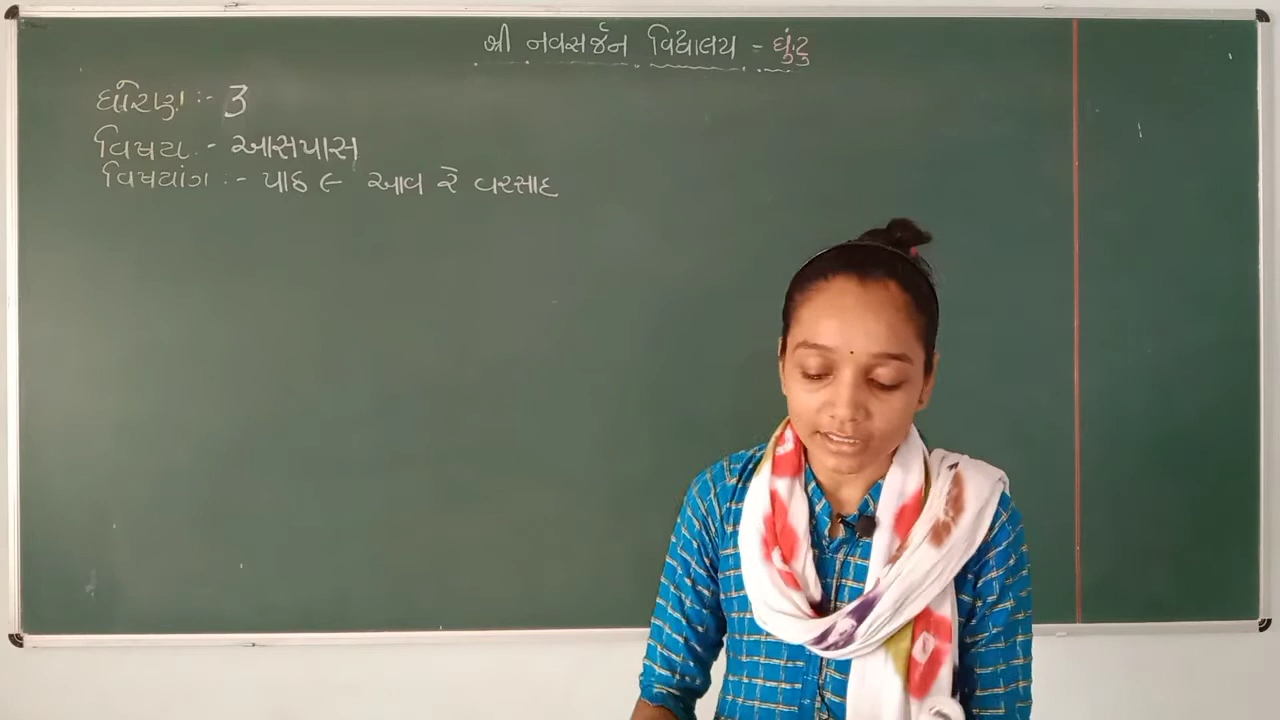 શ્રી નવસર્જન વિદ્યાલય - ઘુંટુ
ધોરણ :- 3
વિષય :- આસપાસ
વિષયાંગ :- પાઠ ૯ આવ રે વરસાદ